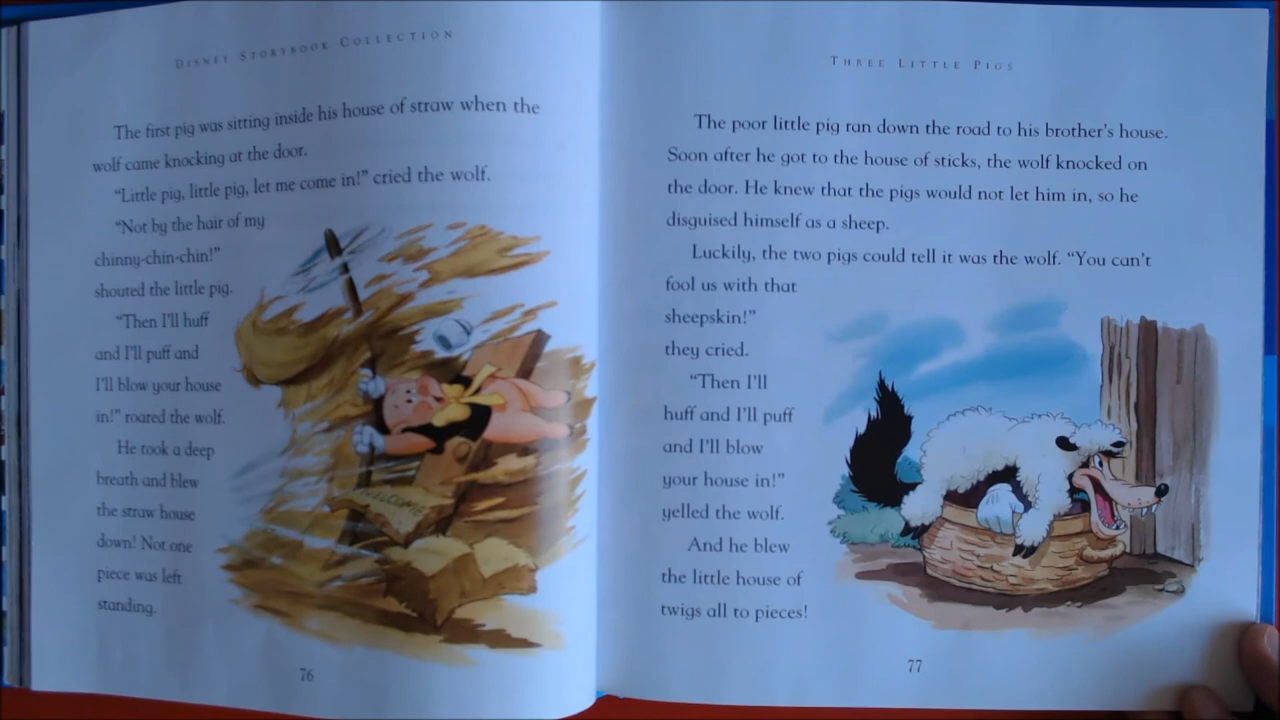 DISNEY STORYBOOK COLLECTION
The first pig was sitting inside his house of straw when the
wolf came knocking at the door.
“Little pig, little pig, let me come in!” cried the wolf.
“Not by the hair of my
chinny-chin-chin!”
shouted the little pig.
“Then I’ll huff
and I’ll puff and
I’ll blow your house
in!” roared the wolf.
He took a deep
breath and blew
the straw house
down! Not one
piece was left
standing.
WELCOME
76
THREE LITTLE PIGS
The poor little pig ran down the road to his brother’s house.
Soon after he got to the house of sticks, the wolf knocked on
the door. He knew that the pigs would not let him in, so he
disguised himself as a sheep.
Luckily, the two pigs could tell it was the wolf. “You can’t
fool us with that
sheepskin!”
they cried.
“Then I’ll
huff and I’ll puff
and I’ll blow
your house in!”
yelled the wolf.
And he blew
the little house of
twigs all to pieces!
77